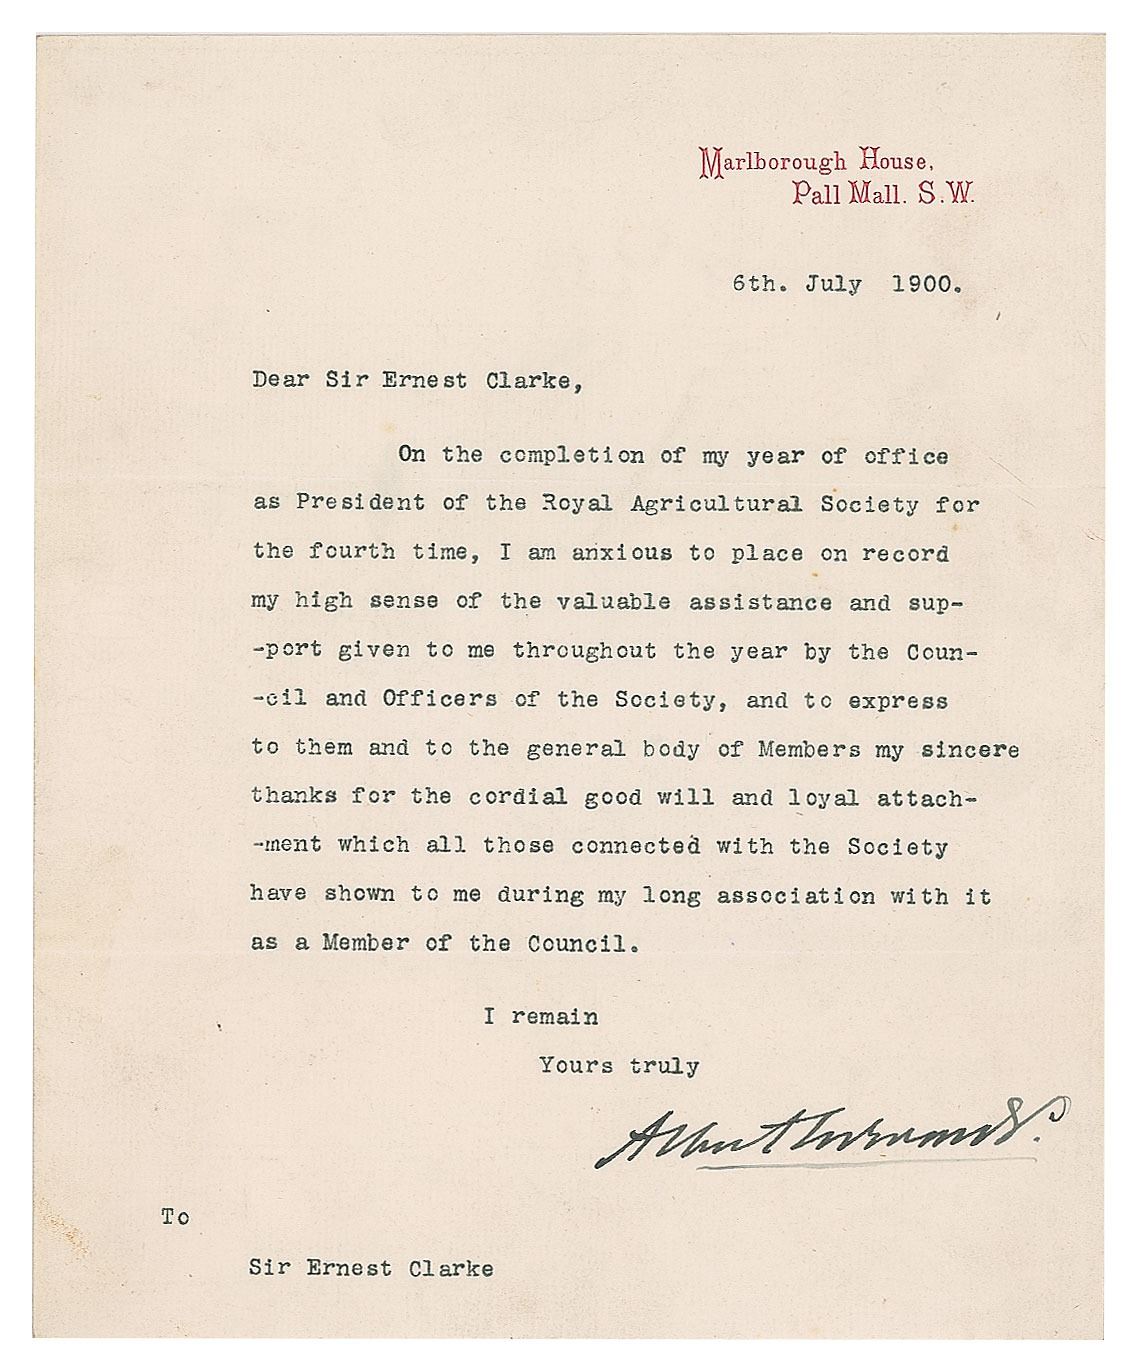 Marlborough House,
Pall Mall. S.W.
6th. July 1900.
Dear Sir Ernest Clarke,
On the completion of my year of office
as President of the Royal Agricultural Society for
the fourth time, I am anxious to place on record
my high sense of the valuable assistance and sup-
-port given to me throughout the year by the Coun-
-cil and Officers of the Society, and to express
to them and to the general body of Members my sincere
thanks for the cordial good will and loyal attach-
-ment which all those connected with the Society
have shown to me during my long association with it
as a Member of the Council.
I remain
Yours truly
Albert Edward P.
To
Sir Ernest Clarke